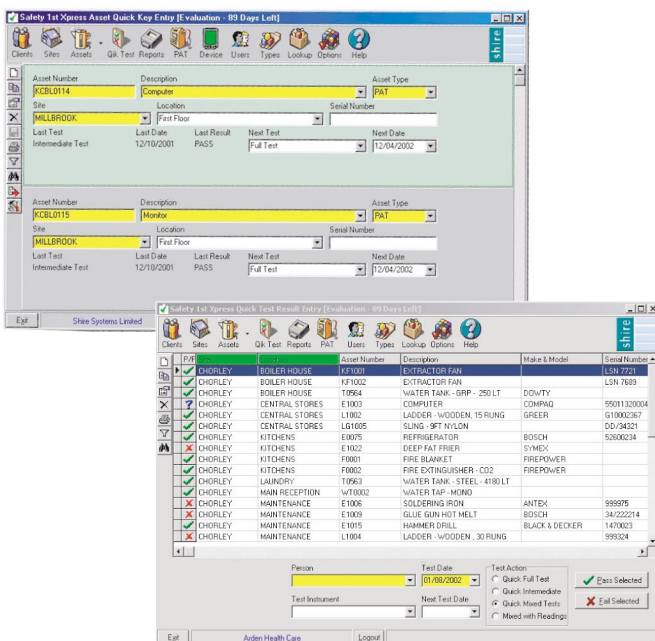 Safety 1st Xpress Asset Quick Key Entry [Evaluation - 89 Days Left]
Clients Sites Assets Qik Test Reports PAT Device Users Types Lookup Options Help
shire
Asset Number Description Asset Type
KCBL0114 Computer PAT
Site Location Serial Number
MILLBROOK First Floor
Last Test Last Date Last Result Next Test Next Date
Intermediate Test 12/10/2001 PASS Full Test 12/04/2002
Asset Number Description Asset Type
KCBL0115 Monitor PAT
Site Location Serial Number
MILLBROOK First Floor
Last Test Last Date Last Result Next Test Next Date
Intermediate Test 12/10/2001 PASS Full Test 12/04/2002
Exit Shire Systems Limited
Safety 1st Xpress Quick Test Result Entry [Evaluation - 89 Days Left]
Clients Sites Assets Qik Test Reports PAT Users Types Lookup Options Help
shire
P/F Site Location Asset Number Description Make & Model Serial Number
CHORLEY BOILER HOUSE KF1001 EXTRACTOR FAN LSN 7721
CHORLEY BOILER HOUSE KF1002 EXTRACTOR FAN LSN 7689
CHORLEY BOILER HOUSE T0564 WATER TANK - GRP - 250 LT DOWTY
? CHORLEY CENTRAL STORES E1003 COMPUTER COMPAQ 55011320004
CHORLEY CENTRAL STORES L1002 LADDER - WOODEN, 15 RUNG GREER G10002367
CHORLEY CENTRAL STORES LG1005 SLING - 9FT NYLON DD/34321
CHORLEY KITCHENS E0075 REFRIGERATOR BOSCH 52600234
CHORLEY KITCHENS E1022 DEEP FAT FRIER SYMEX
CHORLEY KITCHENS F0001 FIRE BLANKET FIREPOWER
CHORLEY KITCHENS F0002 FIRE EXTINGUISHER - CO2 FIREPOWER
CHORLEY LAUNDRY T0563 WATER TANK - STEEL - 4180 LT
CHORLEY MAIN RECEPTION WT0002 WATER TAP - MONO
CHORLEY MAINTENANCE E1006 SOLDERING IRON ANTEX 999975
CHORLEY MAINTENANCE E1009 GLUE GUN HOT MELT BOSCH 34/222214
CHORLEY MAINTENANCE E1015 HAMMER DRILL BLACK & DECKER 1470023
CHORLEY MAINTENANCE L1004 LADDER - WOODEN , 30 RUNG 999324
Person Test Date Test Action
01/08/2002 Quick Full Test Pass Selected
Quick Intermediate
Test Instrument Next Test Date Quick Mixed Tests Fail Selected
Mixed with Readings
Exit Arden Health Care Logout